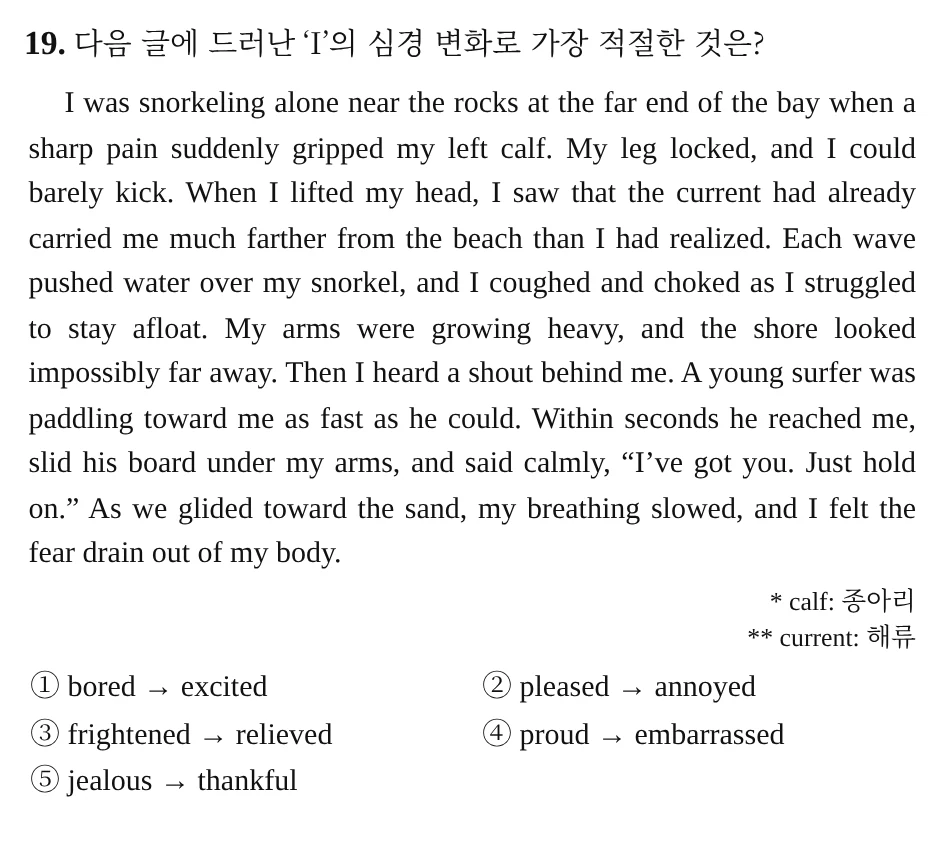 19. 다음 글에 드러난 ‘I’의 심경 변화로 가장 적절한 것은?
I was snorkeling alone near the rocks at the far end of the bay when a
sharp pain suddenly gripped my left calf. My leg locked, and I could
barely kick. When I lifted my head, I saw that the current had already
carried me much farther from the beach than I had realized. Each wave
pushed water over my snorkel, and I coughed and choked as I struggled
to stay afloat. My arms were growing heavy, and the shore looked
impossibly far away. Then I heard a shout behind me. A young surfer was
paddling toward me as fast as he could. Within seconds he reached me,
slid his board under my arms, and said calmly, “I’ve got you. Just hold
on.” As we glided toward the sand, my breathing slowed, and I felt the
fear drain out of my body.
* calf: 종아리
** current: 해류
① bored → excited ② pleased → annoyed
③ frightened → relieved ④ proud → embarrassed
⑤ jealous → thankful